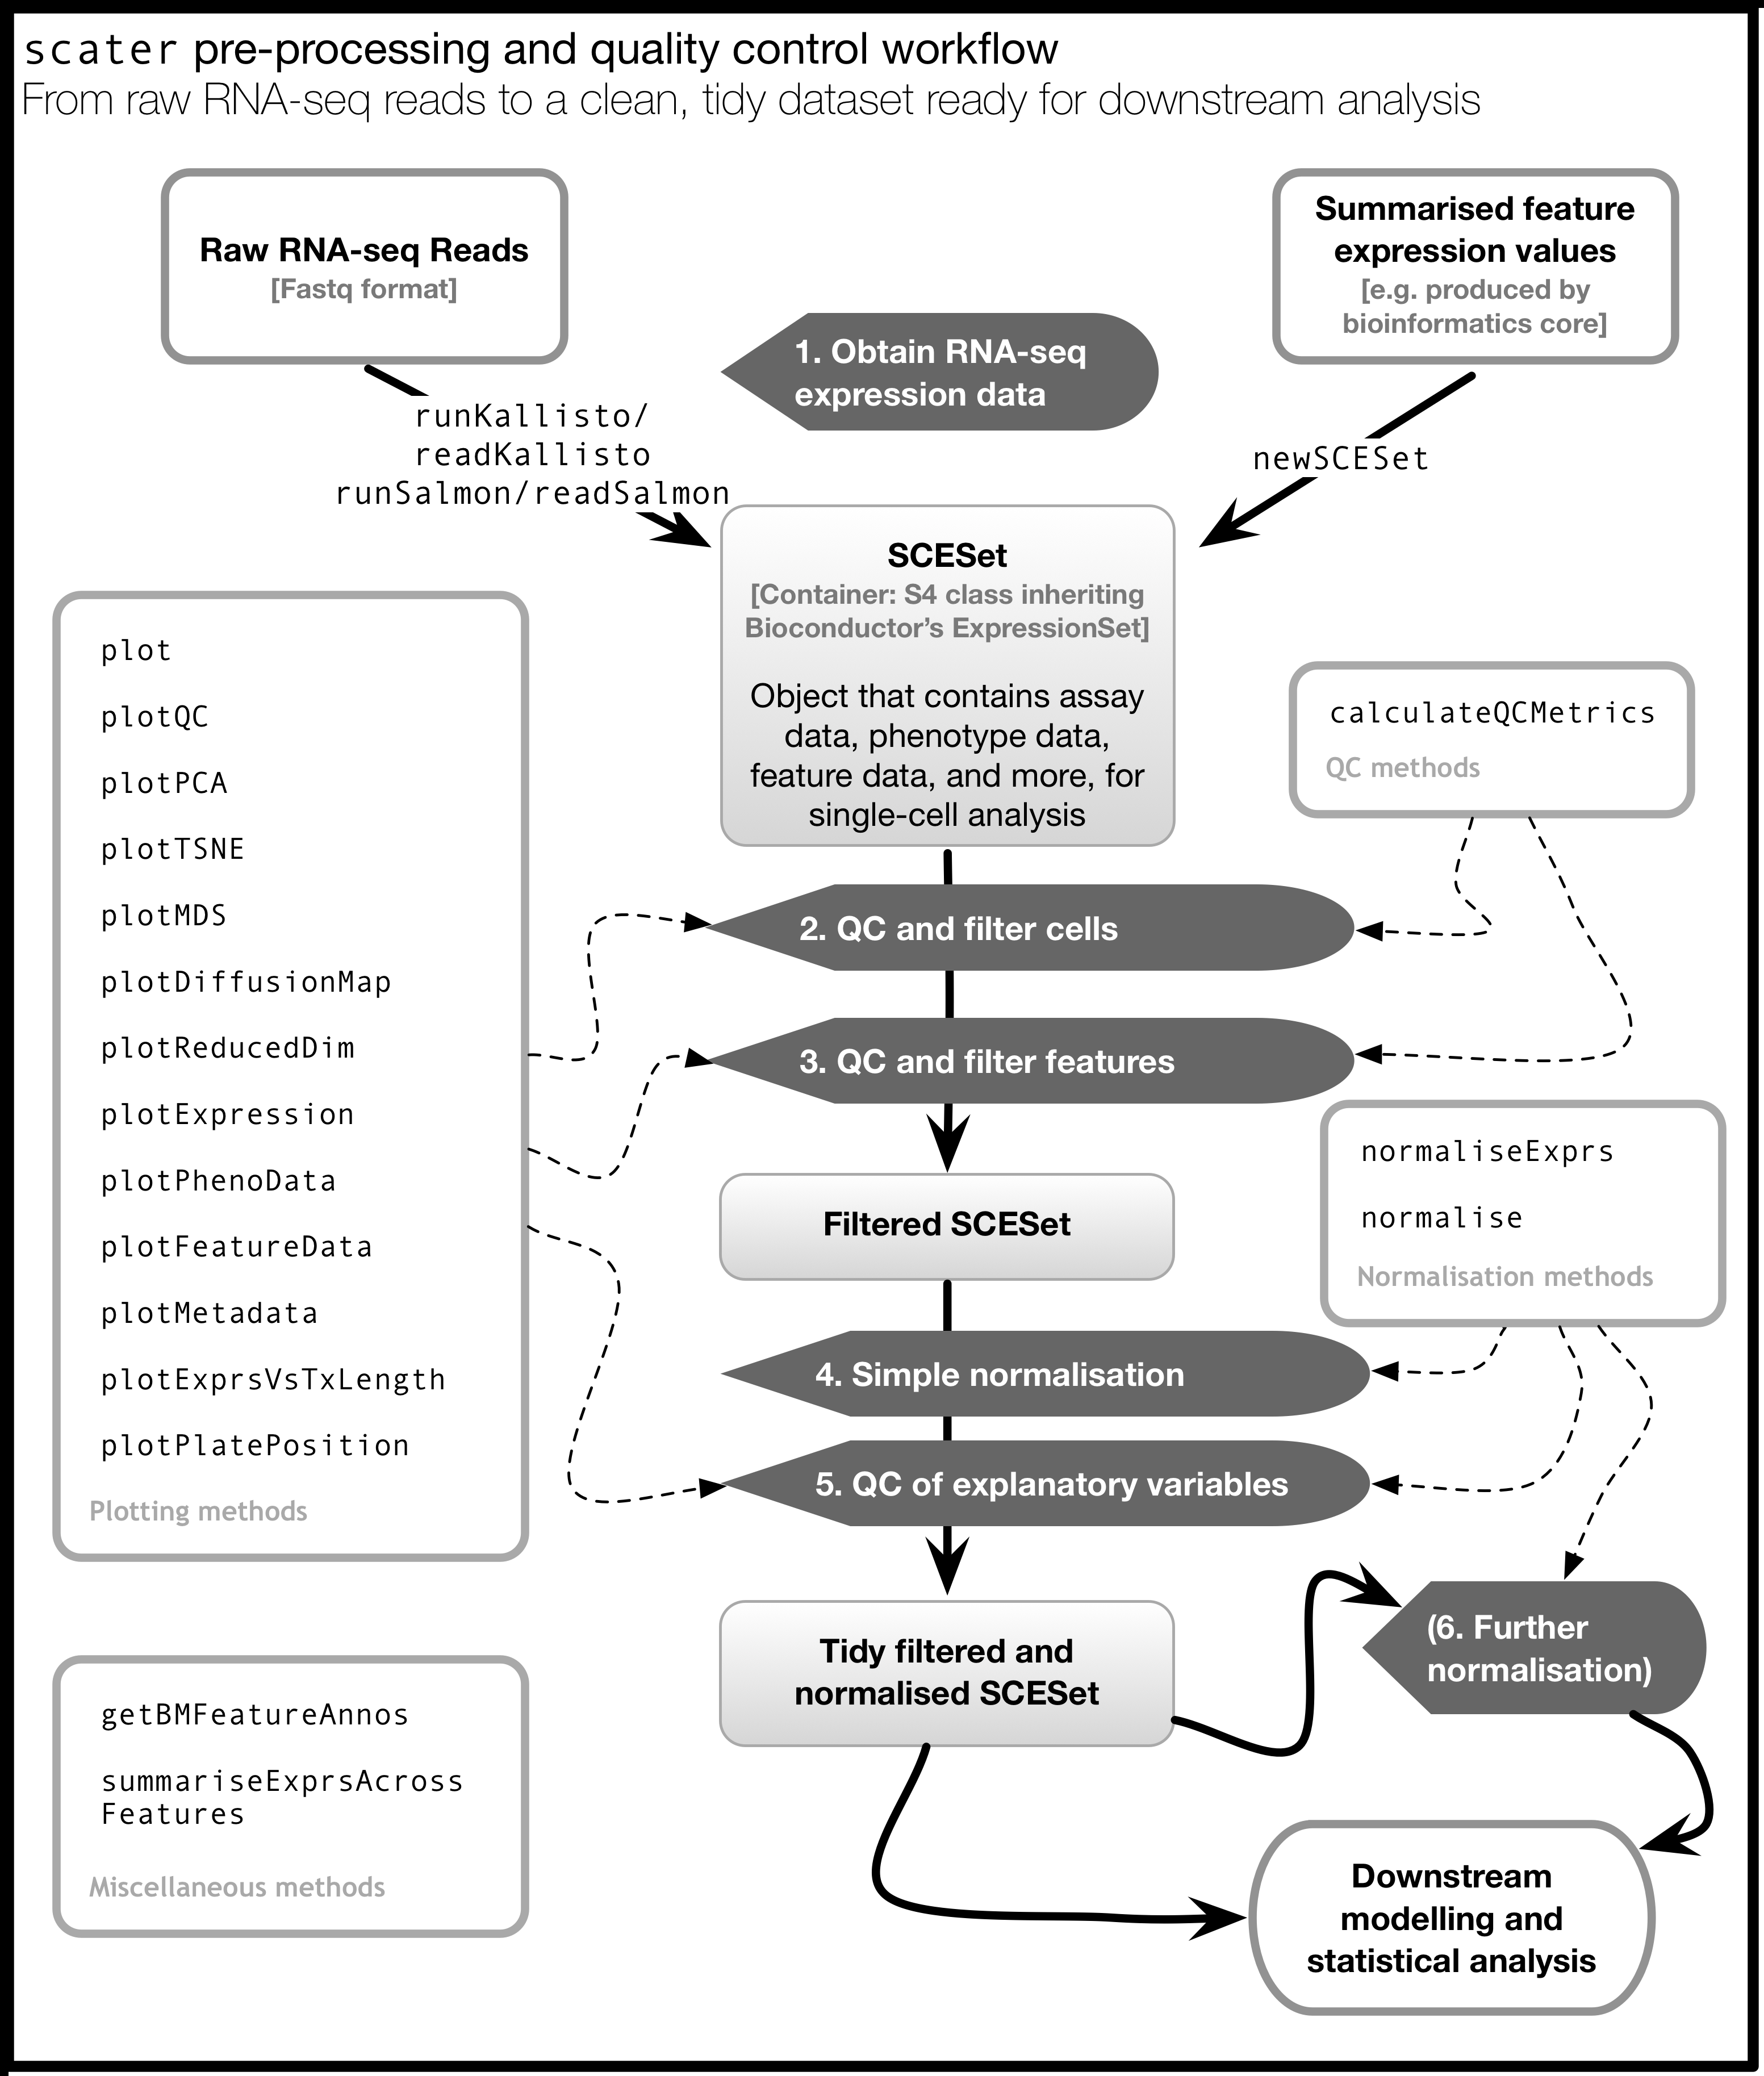 scater pre-processing and quality control workflow
From raw RNA-seq reads to a clean, tidy dataset ready for downstream analysis
Raw RNA-seq Reads
[Fastq format]
Summarised feature
expression values
[e.g. produced by
bioinformatics core]
1. Obtain RNA-seq
expression data
runKallisto/
readKallisto
runSalmon/readSalmon
newSCESet
SCESet
[Container: S4 class inheriting
Bioconductor’s ExpressionSet]
Object that contains assay
data, phenotype data,
feature data, and more, for
single-cell analysis
plot
plotQC
plotPCA
plotTSNE
plotMDS
plotDiffusionMap
plotReducedDim
plotExpression
plotPhenoData
plotFeatureData
plotMetadata
plotExprsVsTxLength
plotPlatePosition
Plotting methods
calculateQCMetrics
QC methods
2. QC and filter cells
3. QC and filter features
normaliseExprs
normalise
Normalisation methods
Filtered SCESet
4. Simple normalisation
5. QC of explanatory variables
Tidy filtered and
normalised SCESet
(6. Further
normalisation)
getBMFeatureAnnos
summariseExprsAcross
Features
Miscellaneous methods
Downstream
modelling and
statistical analysis